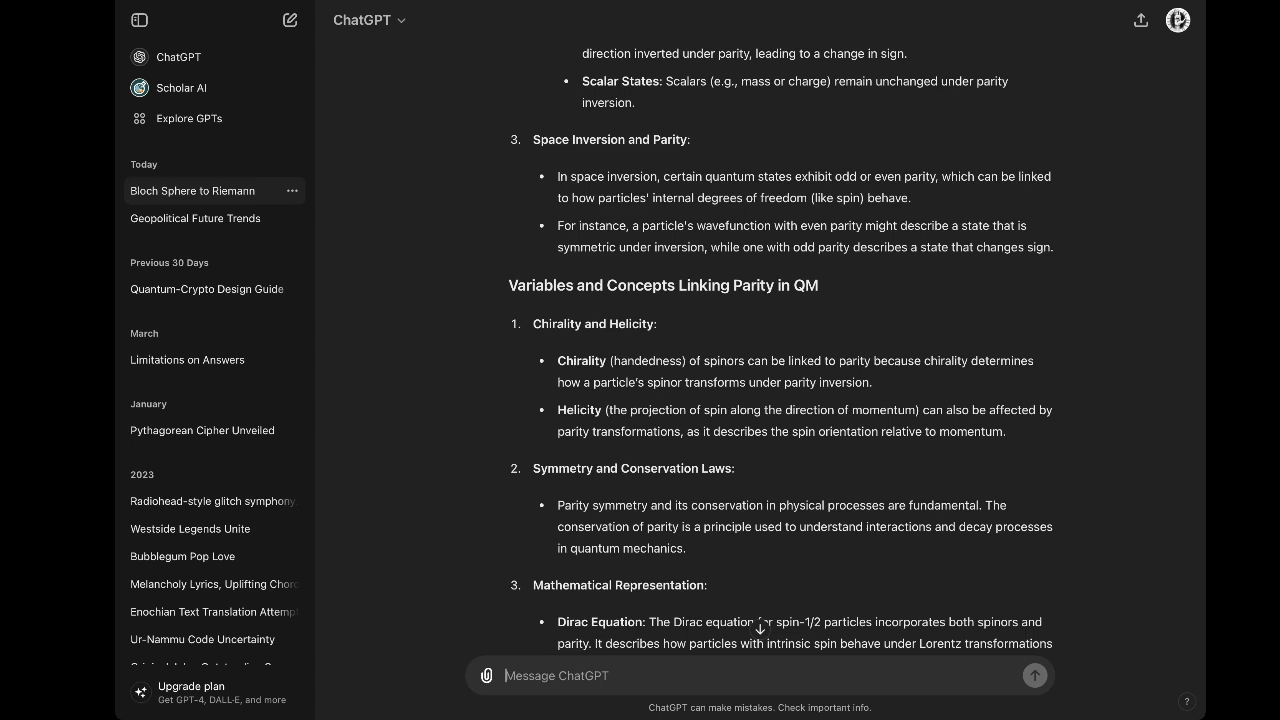 ChatGPT
Scholar AI
Explore GPTs
Today
Bloch Sphere to Riemann
Geopolitical Future Trends
Previous 30 Days
Quantum-Crypto Design Guide
March
Limitations on Answers
January
Pythagorean Cipher Unveiled
2023
Radiohead-style glitch symphony
Westside Legends Unite
Bubblegum Pop Love
Melancholy Lyrics, Uplifting Chor
Enochian Text Translation Attemp
Ur-Nammu Code Uncertainty
Upgrade plan
Get GPT-4, DALL·E, and more
ChatGPT
direction inverted under parity, leading to a change in sign.
• Scalar States: Scalars (e.g., mass or charge) remain unchanged under parity
inversion.
3. Space Inversion and Parity:
• In space inversion, certain quantum states exhibit odd or even parity, which can be linked
to how particles' internal degrees of freedom (like spin) behave.
• For instance, a particle's wavefunction with even parity might describe a state that is
symmetric under inversion, while one with odd parity describes a state that changes sign.
Variables and Concepts Linking Parity in QM
1. Chirality and Helicity:
• Chirality (handedness) of spinors can be linked to parity because chirality determines
how a particle's spinor transforms under parity inversion.
• Helicity (the projection of spin along the direction of momentum) can also be affected by
parity transformations, as it describes the spin orientation relative to momentum.
2. Symmetry and Conservation Laws:
• Parity symmetry and its conservation in physical processes are fundamental. The
conservation of parity is a principle used to understand interactions and decay processes
in quantum mechanics.
3. Mathematical Representation:
• Dirac Equation: The Dirac equation for spin-1/2 particles incorporates both spinors and
parity. It describes how particles with intrinsic spin behave under Lorentz transformations
Message ChatGPT
ChatGPT can make mistakes. Check important info.
?